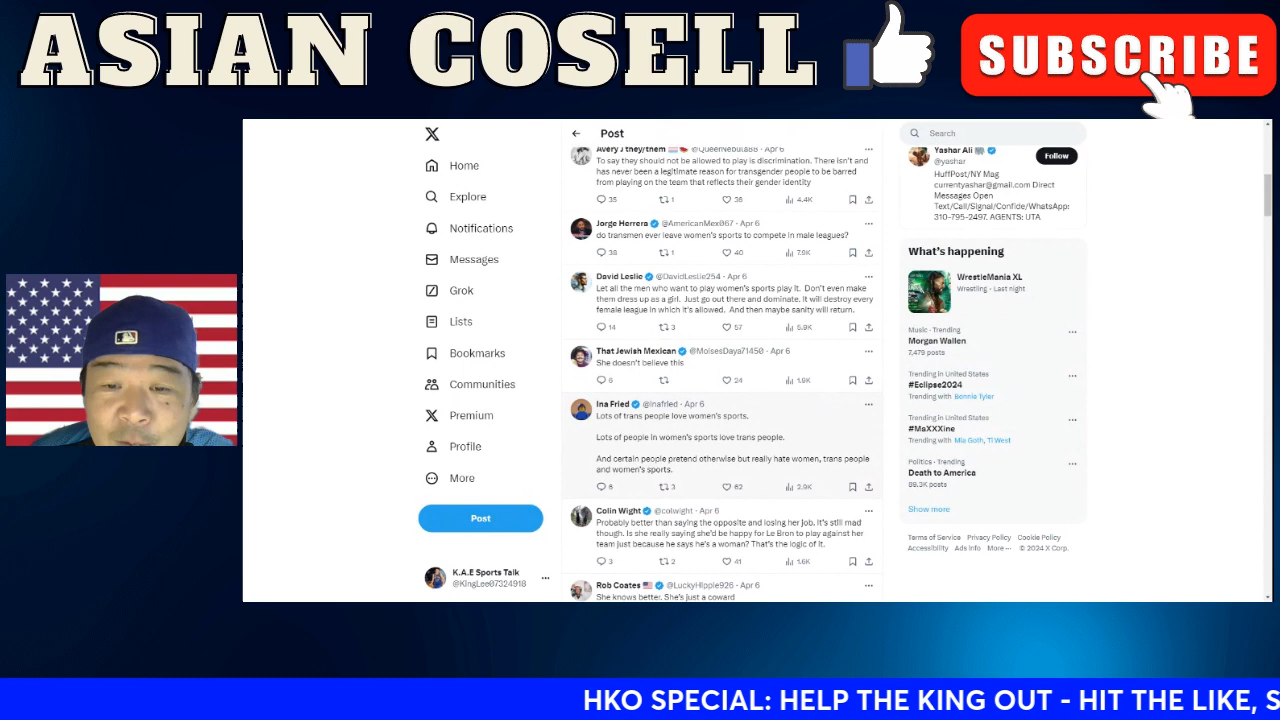 ASIAN COSELL
SUBSCRIBE
Home
Explore
Notifications
Messages
Grok
Lists
Bookmarks
Communities
Premium
Profile
More
Post
K.A.E Sports Talk
@KingLee07324918
Post
Avery J they/them @QueerNebula88 · Apr 6
To say they should not be allowed to play is discrimination. There isn't and
has never been a legitimate reason for transgender people to be barred
from playing on the team that reflects their gender identity
35 1 38 4.4K
Jorge Herrera @AmericanMex067 · Apr 6
do transmen ever leave women's sports to compete in male leagues?
38 1 40 7.9K
David Leslie @DavidLeslie254 · Apr 6
Let all the men who want to play women's sports play it. Don't even make
them dress up as a girl. Just go out there and dominate. It will destroy every
female league in which it's allowed. And then maybe sanity will return.
14 3 57 5.9K
That Jewish Mexican @MoisesDaya71450 · Apr 6
She doesn't believe this
6 24 1.9K
Ina Fried @inafried · Apr 6
Lots of trans people love women's sports.
Lots of people in women's sports love trans people.
And certain people pretend otherwise but really hate women, trans people
and women's sports.
6 3 62 2.9K
Colin Wight @colwight · Apr 6
Probably better than saying the opposite and losing her job. It's still mad
though. Is she really saying she'd be happy for Le Bron to play against her
team just because he says he's a woman? That's the logic of it.
3 2 41 1.6K
Rob Coates @LuckyHippie926 · Apr 6
She knows better. She's just a coward
Search
Yashar Ali
@yashar
Follow
HuffPost/NY Mag
currentyashar@gmail.com Direct
Messages Open
Text/Call/Signal/Confide/WhatsApp:
310-795-2497. AGENTS: UTA
What's happening
WrestleMania XL
Wrestling · Last night
Music · Trending
Morgan Wallen
7,479 posts
Trending in United States
#Eclipse2024
Trending with Bonnie Tyler
Trending in United States
#MaXXXine
Trending with Mia Goth, Ti West
Politics · Trending
Death to America
99.3K posts
Show more
Terms of Service Privacy Policy Cookie Policy
Accessibility Ads info More ··· © 2024 X Corp.
HKO SPECIAL: HELP THE KING OUT - HIT THE LIKE, S